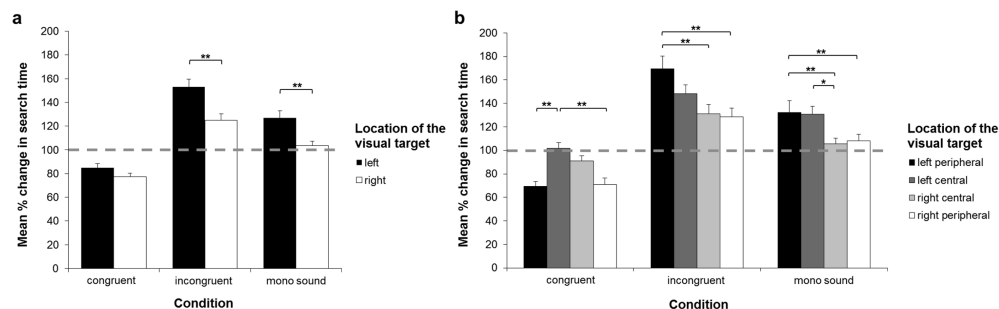 a
200
180
160
140
120
100
80
60
40
20
0
Mean % change in search time
**
**
congruent
incongruent
mono sound
Condition
Location of the
visual target
left
right
b
200
180
160
140
120
100
80
60
40
20
0
Mean % change in search time
**
**
**
**
**
**
*
congruent
incongruent
mono sound
Condition
Location of the
visual target
left peripheral
left central
right central
right peripheral